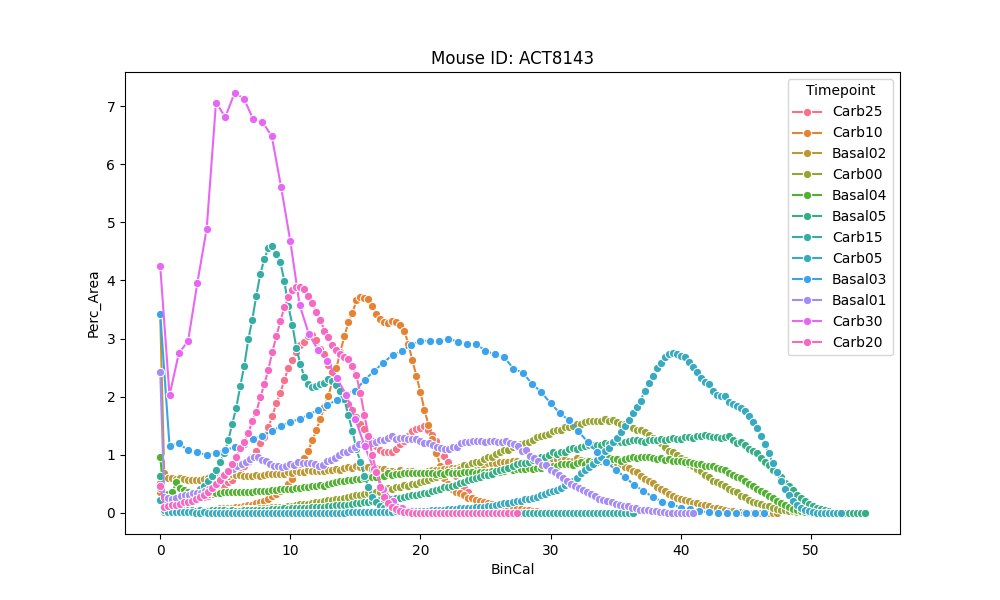 Mouse ID: ACT8143
Perc_Area
7
6
5
4
3
2
1
0
0 10 20 30 40 50
BinCal
Timepoint
Carb25
Carb10
Basal02
Carb00
Basal04
Basal05
Carb15
Carb05
Basal03
Basal01
Carb30
Carb20